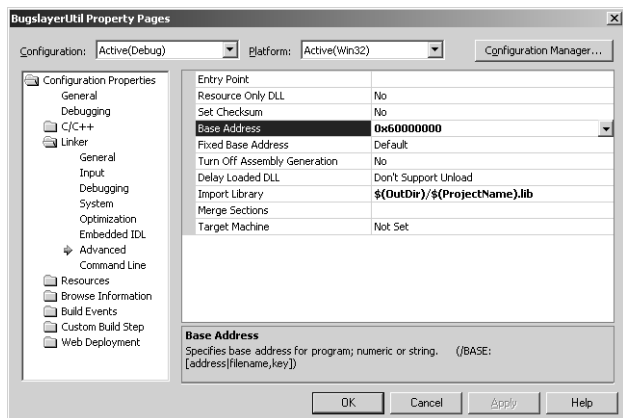 BugslayerUtil Property Pages
Configuration: Active(Debug) Platform: Active(Win32) Configuration Manager...
Configuration Properties
General
Debugging
C/C++
Linker
General
Input
Debugging
System
Optimization
Embedded IDL
Advanced
Command Line
Resources
Browse Information
Build Events
Custom Build Step
Web Deployment
Entry Point
Resource Only DLL No
Set Checksum No
Base Address 0x60000000
Fixed Base Address Default
Turn Off Assembly Generation No
Delay Loaded DLL Don't Support Unload
Import Library $(OutDir)/$(ProjectName).lib
Merge Sections
Target Machine Not Set
Base Address
Specifies base address for program; numeric or string. (/BASE:
[address|filename,key])
OK Cancel Apply Help